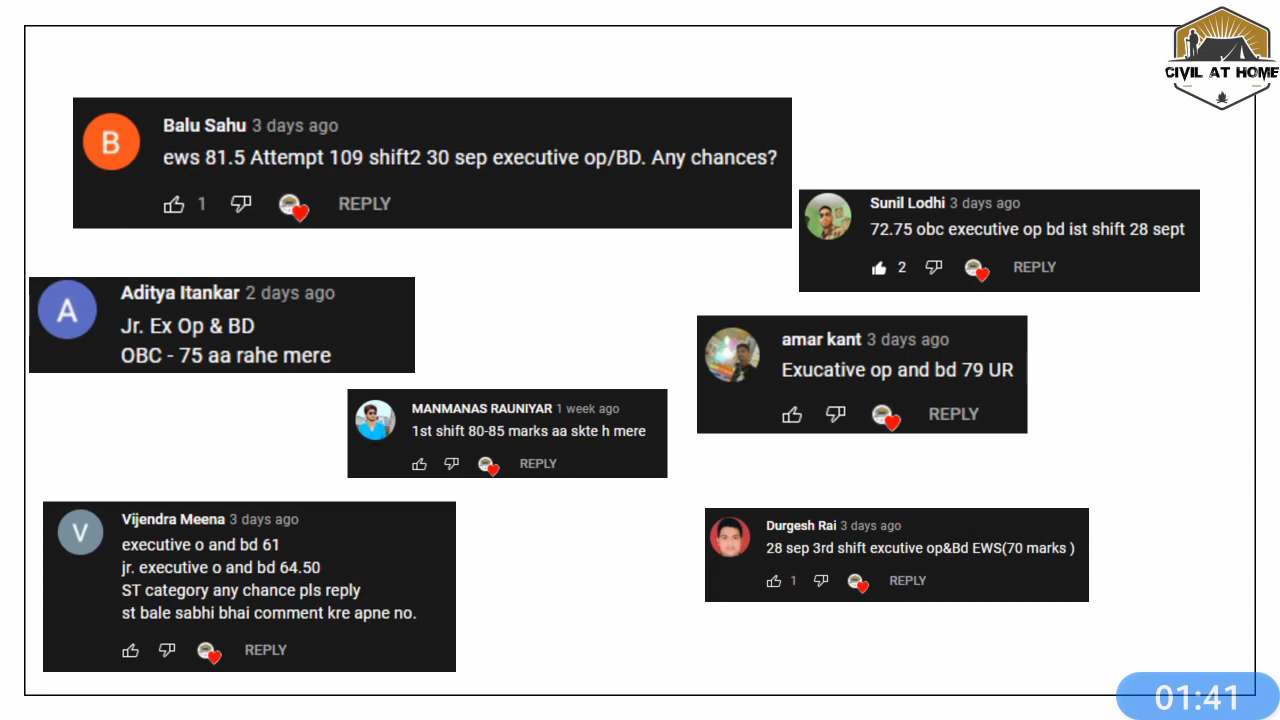 CIVIL AT HOME
B
Balu Sahu 3 days ago
ews 81.5 Attempt 109 shift2 30 sep executive op/BD. Any chances?
1 REPLY
Sunil Lodhi 3 days ago
72.75 obc executive op bd ist shift 28 sept
2 REPLY
A
Aditya Itankar 2 days ago
Jr. Ex Op & BD
OBC - 75 aa rahe mere
amar kant 3 days ago
Exucative op and bd 79 UR
REPLY
MANMANAS RAUNIYAR 1 week ago
1st shift 80-85 marks aa skte h mere
REPLY
V
Vijendra Meena 3 days ago
executive o and bd 61
jr. executive o and bd 64.50
ST category any chance pls reply
st bale sabhi bhai comment kre apne no.
REPLY
Durgesh Rai 3 days ago
28 sep 3rd shift excutive op&Bd EWS(70 marks )
1 REPLY
01:41